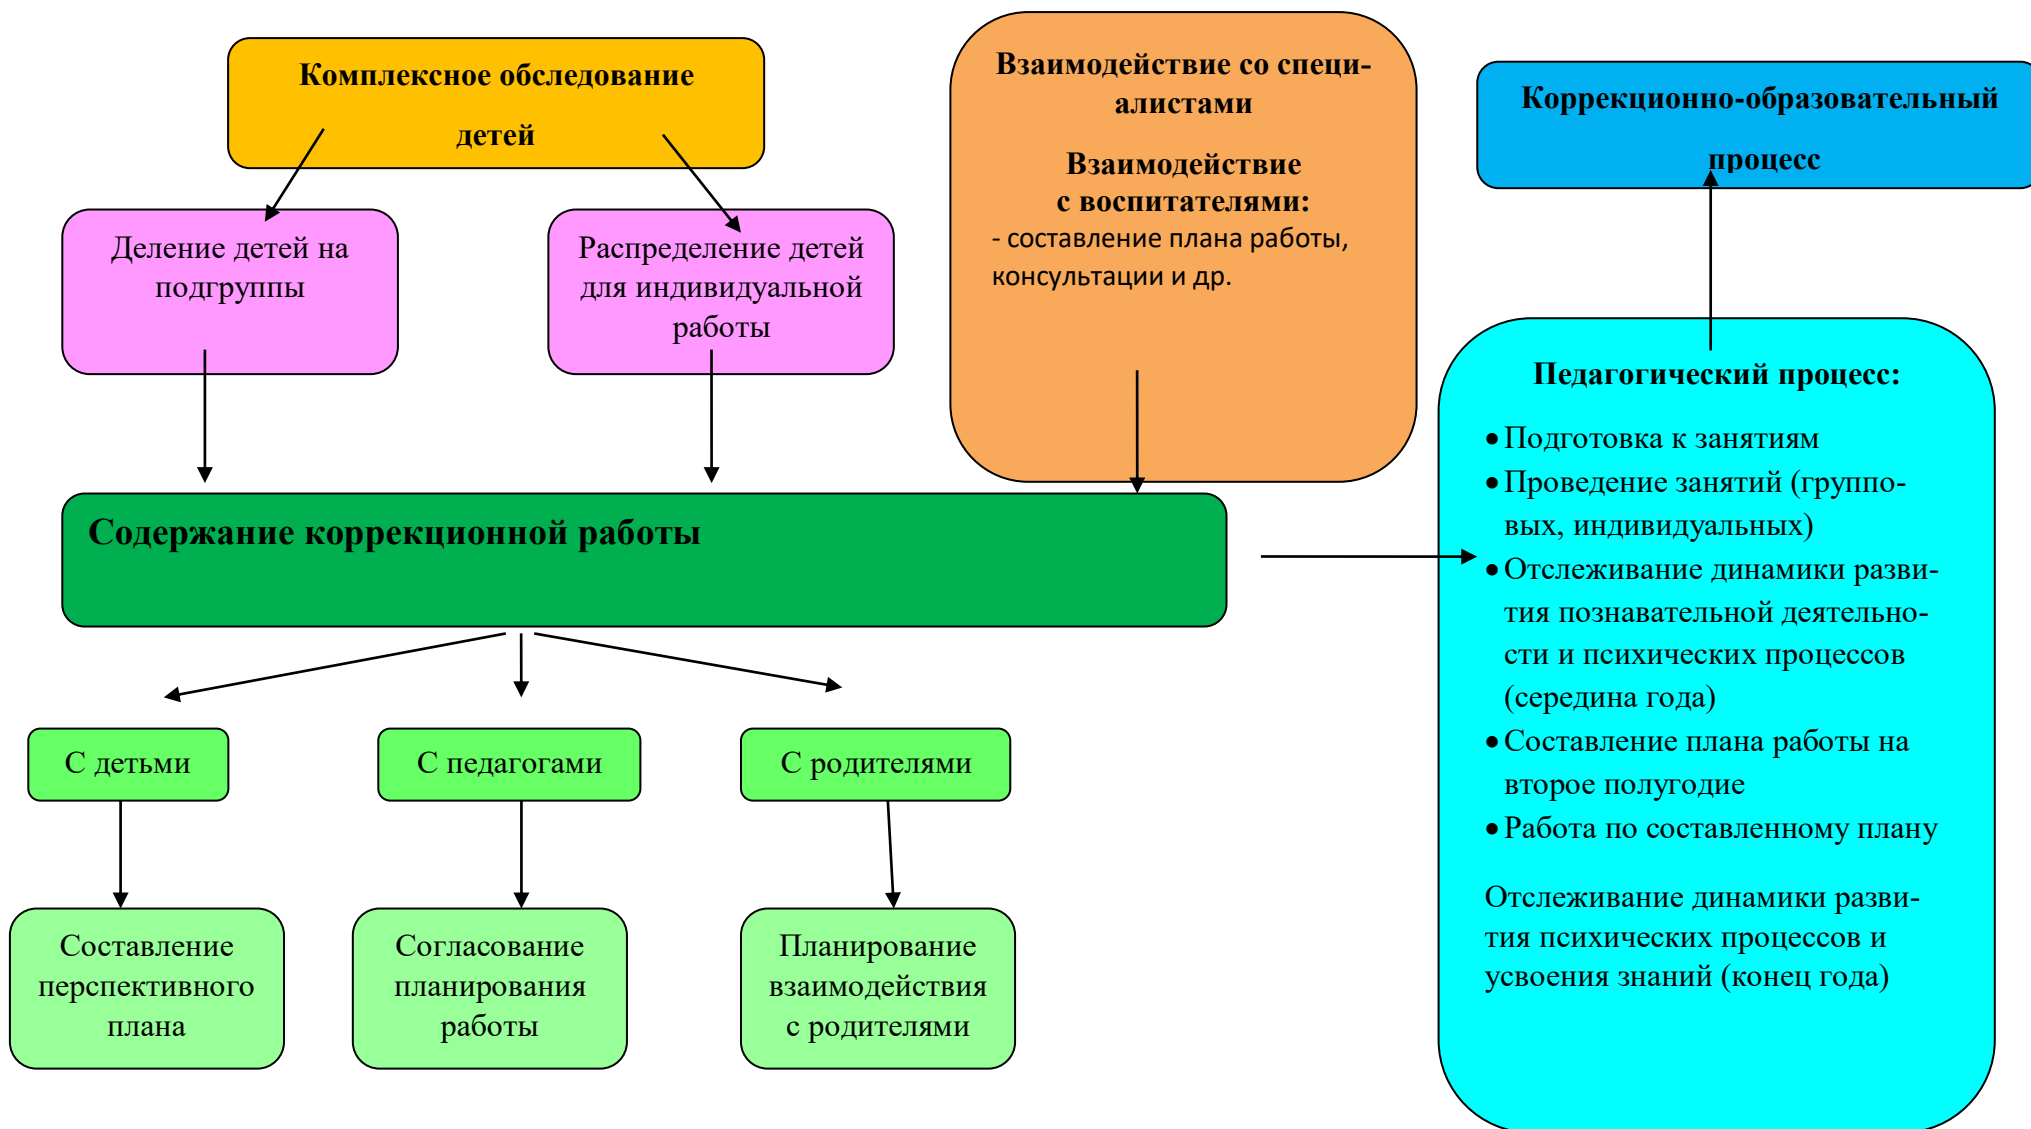 Комплексное обследование
детей
Взаимодействие со специ-
алистами
Взаимодействие
с воспитателями:
- составление плана работы,
консультации и др.
Коррекционно-образовательный
процесс
Деление детей на
подгруппы
Распределение детей
для индивидуальной
работы
Содержание коррекционной работы
Педагогический процесс:
•Подготовка к занятиям
•Проведение занятий (группо-
вых, индивидуальных)
•Отслеживание динамики разви-
тия познавательной деятельно-
сти и психических процессов
(середина года)
•Составление плана работы на
второе полугодие
•Работа по составленному плану
Отслеживание динамики разви-
тия психических процессов и
усвоения знаний (конец года)
С детьми
С педагогами
С родителями
Составление
перспективного
плана
Согласование
планирования
работы
Планирование
взаимодействия
с родителями